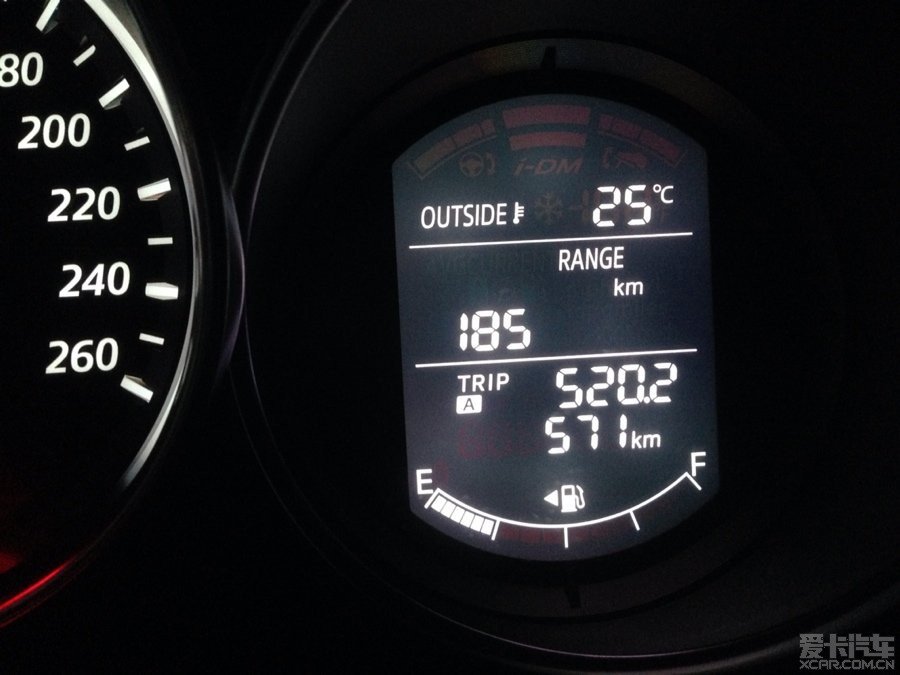 80
200
220
240
260
i-DM
OUTSIDE 25℃
RANGE
km
185
TRIP 520.2
A
571km
E F
爱卡汽车
XCAR.COM.CN